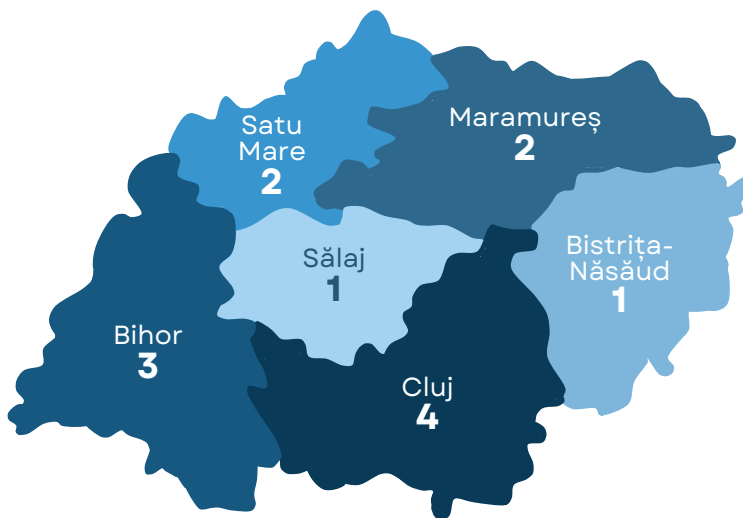 Satu
Mare
2
Maramureș
2
Sălaj
1
Bistrița-
Năsăud
1
Bihor
3
Cluj
4